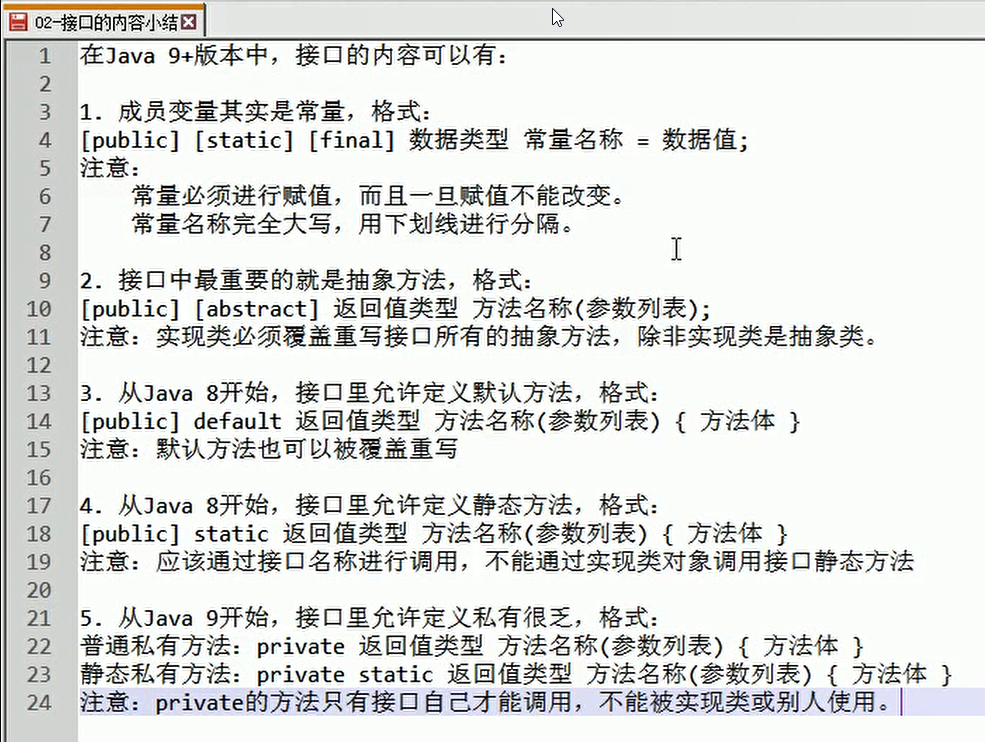 02-接口的内容小结
1 在Java 9+版本中，接口的内容可以有：
2
3 1. 成员变量其实是常量，格式：
4 [public] [static] [final] 数据类型 常量名称 = 数据值;
5 注意：
6 常量必须进行赋值，而且一旦赋值不能改变。
7 常量名称完全大写，用下划线进行分隔。
8
9 2. 接口中最重要的就是抽象方法，格式：
10 [public] [abstract] 返回值类型 方法名称(参数列表);
11 注意：实现类必须覆盖重写接口所有的抽象方法，除非实现类是抽象类。
12
13 3. 从Java 8开始，接口里允许定义默认方法，格式：
14 [public] default 返回值类型 方法名称(参数列表) { 方法体 }
15 注意：默认方法也可以被覆盖重写
16
17 4. 从Java 8开始，接口里允许定义静态方法，格式：
18 [public] static 返回值类型 方法名称(参数列表) { 方法体 }
19 注意：应该通过接口名称进行调用，不能通过实现类对象调用接口静态方法
20
21 5. 从Java 9开始，接口里允许定义私有很乏，格式：
22 普通私有方法：private 返回值类型 方法名称(参数列表) { 方法体 }
23 静态私有方法：private static 返回值类型 方法名称(参数列表) { 方法体 }
24 注意：private的方法只有接口自己才能调用，不能被实现类或别人使用。